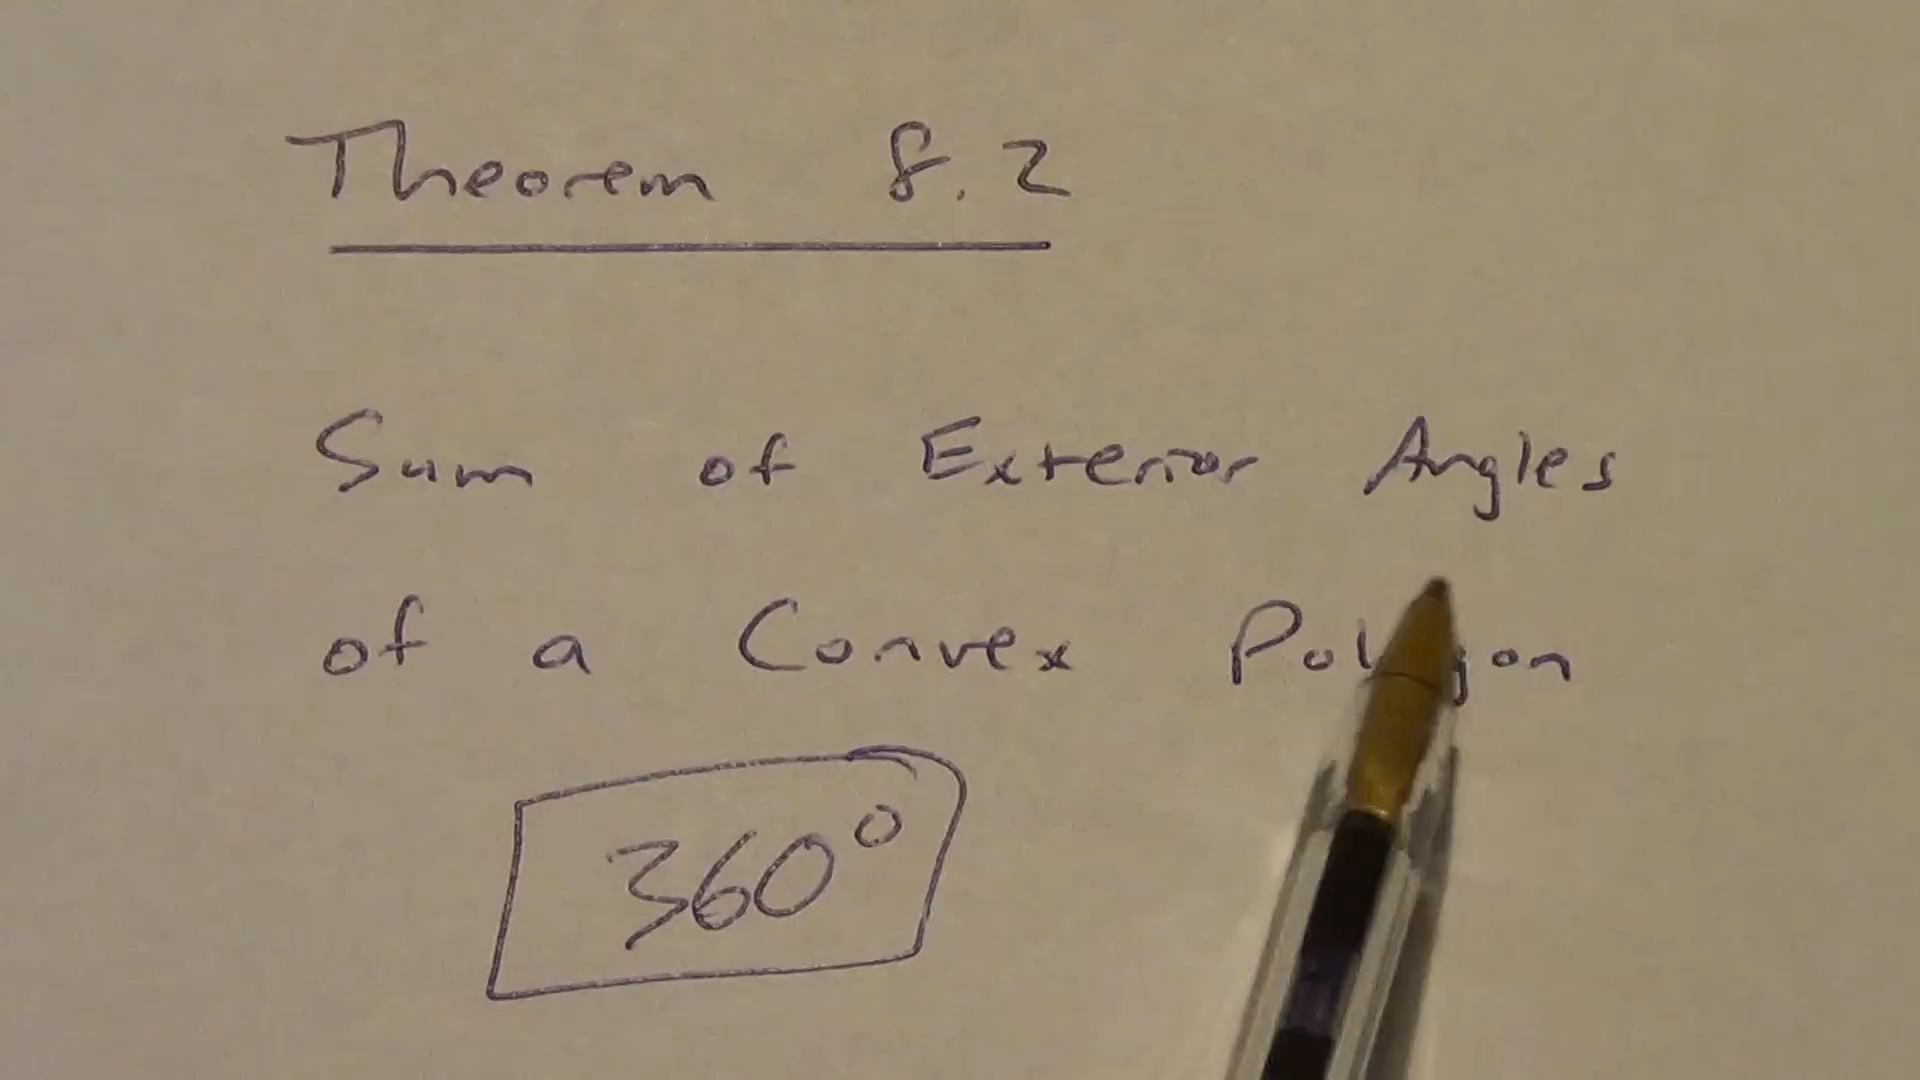 Theorem 8.2
Sum of Exterior Angles
of a Convex Polygon
360°